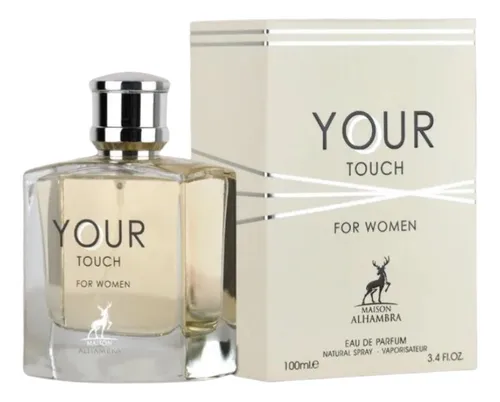 YOUR
TOUCH
FOR WOMEN
MAISON
ALHAMBRA
YOUR
TOUCH
FOR WOMEN
MAISON
ALHAMBRA
EAU DE PARFUM
NATURAL SPRAY - VAPORISATEUR
100ml.e 3.4 Fl.OZ.